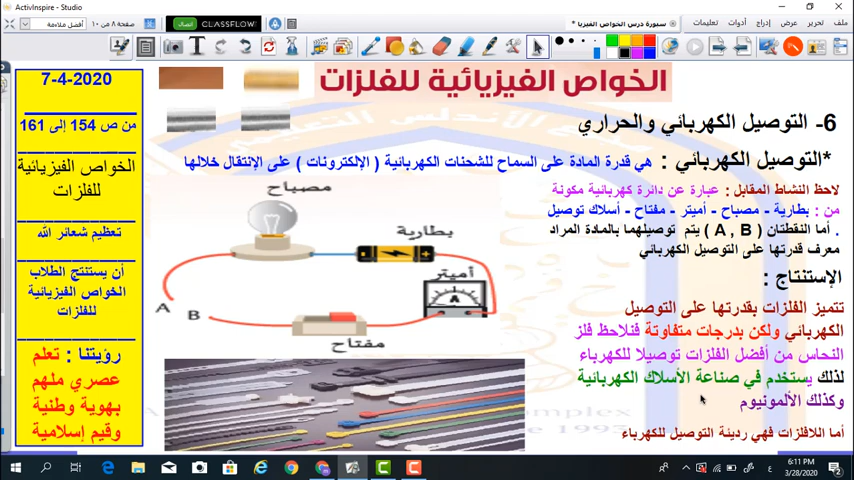 ActivInspire - Studio
ملف
تحرير
عرض
إدراج
أدوات
تعليمات
سبورة درس الخواص الفيزيا *
اتصال CLASSFLOW
صفحة ٨ من ١٠
أفضل ملاءمة
7-4-2020
من ص 154 إلى 161
الخواص الفيزيائية
للفلزات
تعظيم شعائر الله
أن يستنتج الطلاب
الخواص الفيزيائية
للفلزات
رؤيتنا : تعلم
عصري ملهم
بهوية وطنية
وقيم إسلامية
الخواص الفيزيائية للفلزات
6- التوصيل الكهربائي والحراري
*التوصيل الكهربائي : هي قدرة المادة على السماح للشحنات الكهربائية ( الإلكترونات ) على الإنتقال خلالها
لاحظ النشاط المقابل : عبارة عن دائرة كهربائية مكونة
من : بطارية - مصباح - أميتر - مفتاح - أسلاك توصيل
. أما النقطتان ( A , B ) يتم توصيلهما بالمادة المراد
معرف قدرتها على التوصيل الكهربائي
الإستنتاج :
تتميز الفلزات بقدرتها على التوصيل
الكهربائي ولكن بدرجات متفاوتة فنلاحظ فلز
النحاس من أفضل الفلزات توصيلا للكهرباء
لذلك يستخدم في صناعة الأسلاك الكهربائية
وكذلك الألمونيوم
أما اللافلزات فهي رديئة التوصيل للكهرباء
مصباح
بطارية
أميتر
A
A
B
مفتاح
6:11 PM
3/28/2020